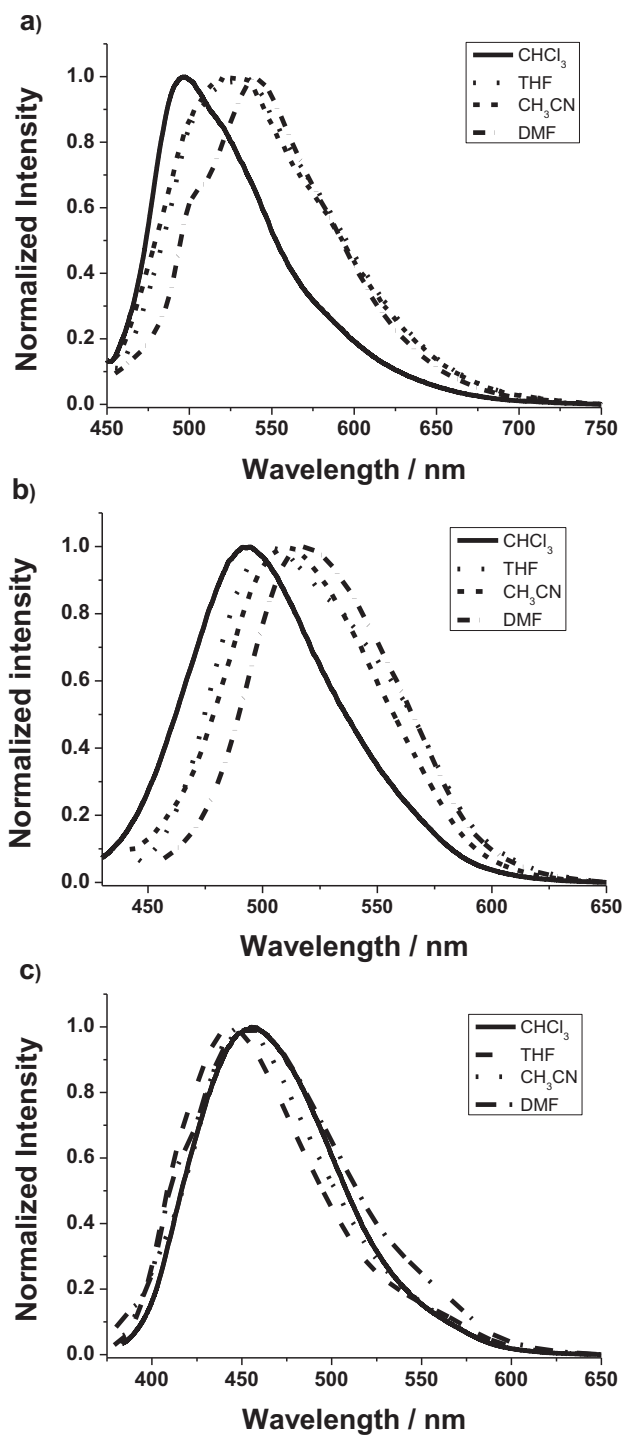 a)
CHCl₃
THF
CH₃CN
DMF
Normalized Intensity
1.0
0.8
0.6
0.4
0.2
0.0
450 500 550 600 650 700 750
Wavelength / nm
b)
CHCl₃
THF
CH₃CN
DMF
Normalized intensity
1.0
0.8
0.6
0.4
0.2
0.0
450 500 550 600 650
Wavelength / nm
c)
CHCl₃
THF
CH₃CN
DMF
Normalized Intensity
1.0
0.8
0.6
0.4
0.2
0.0
400 450 500 550 600 650
Wavelength / nm